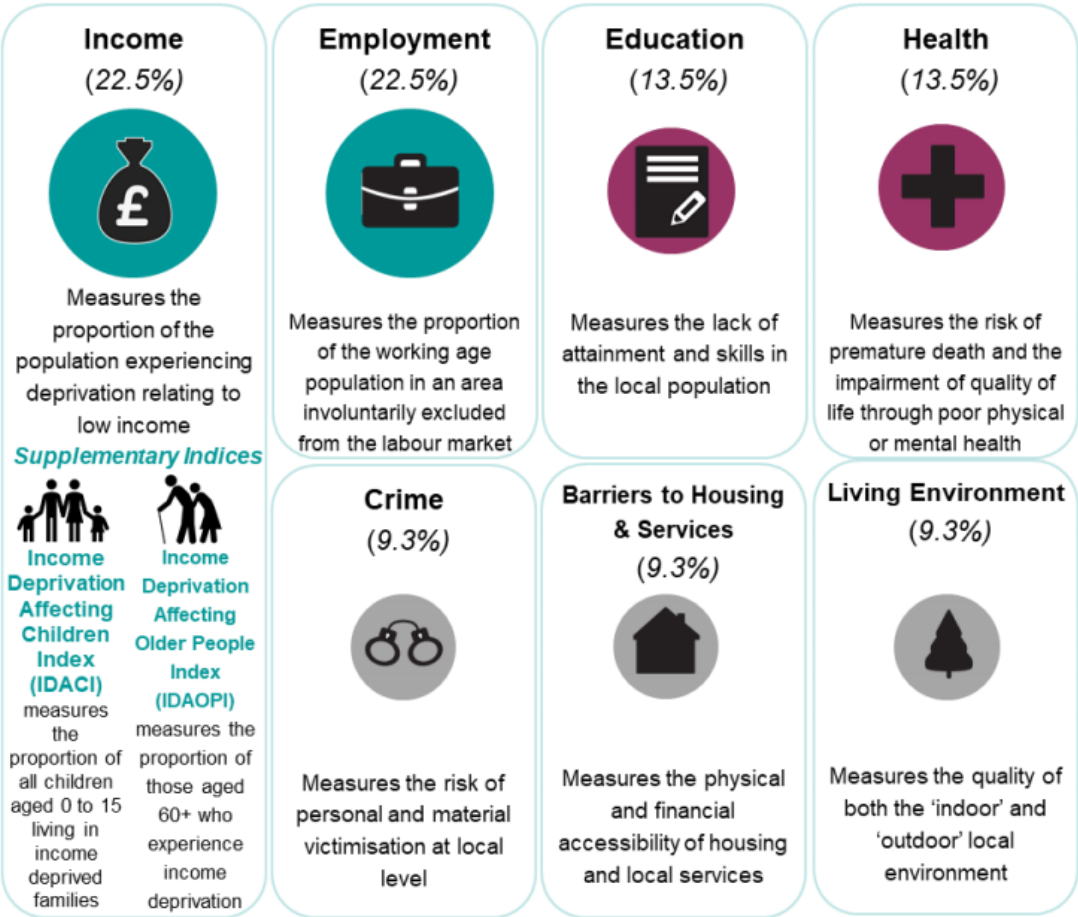 Income
(22.5%)
£
Measures the
proportion of the
population experiencing
deprivation relating to
low income
Supplementary Indices
Income
Deprivation
Affecting
Children
Index
(IDACI)
measures
the
proportion of
all children
aged 0 to 15
living in
income
deprived
families
Income
Deprivation
Affecting
Older People
Index
(IDAOPI)
measures the
proportion of
those aged
60+ who
experience
income
deprivation
Employment
(22.5%)
Measures the proportion
of the working age
population in an area
involuntarily excluded
from the labour market
Education
(13.5%)
Measures the lack of
attainment and skills in
the local population
Health
(13.5%)
Measures the risk of
premature death and the
impairment of quality of
life through poor physical
or mental health
Crime
(9.3%)
Measures the risk of
personal and material
victimisation at local
level
Barriers to Housing
& Services
(9.3%)
Measures the physical
and financial
accessibility of housing
and local services
Living Environment
(9.3%)
Measures the quality of
both the ‘indoor’ and
‘outdoor’ local
environment